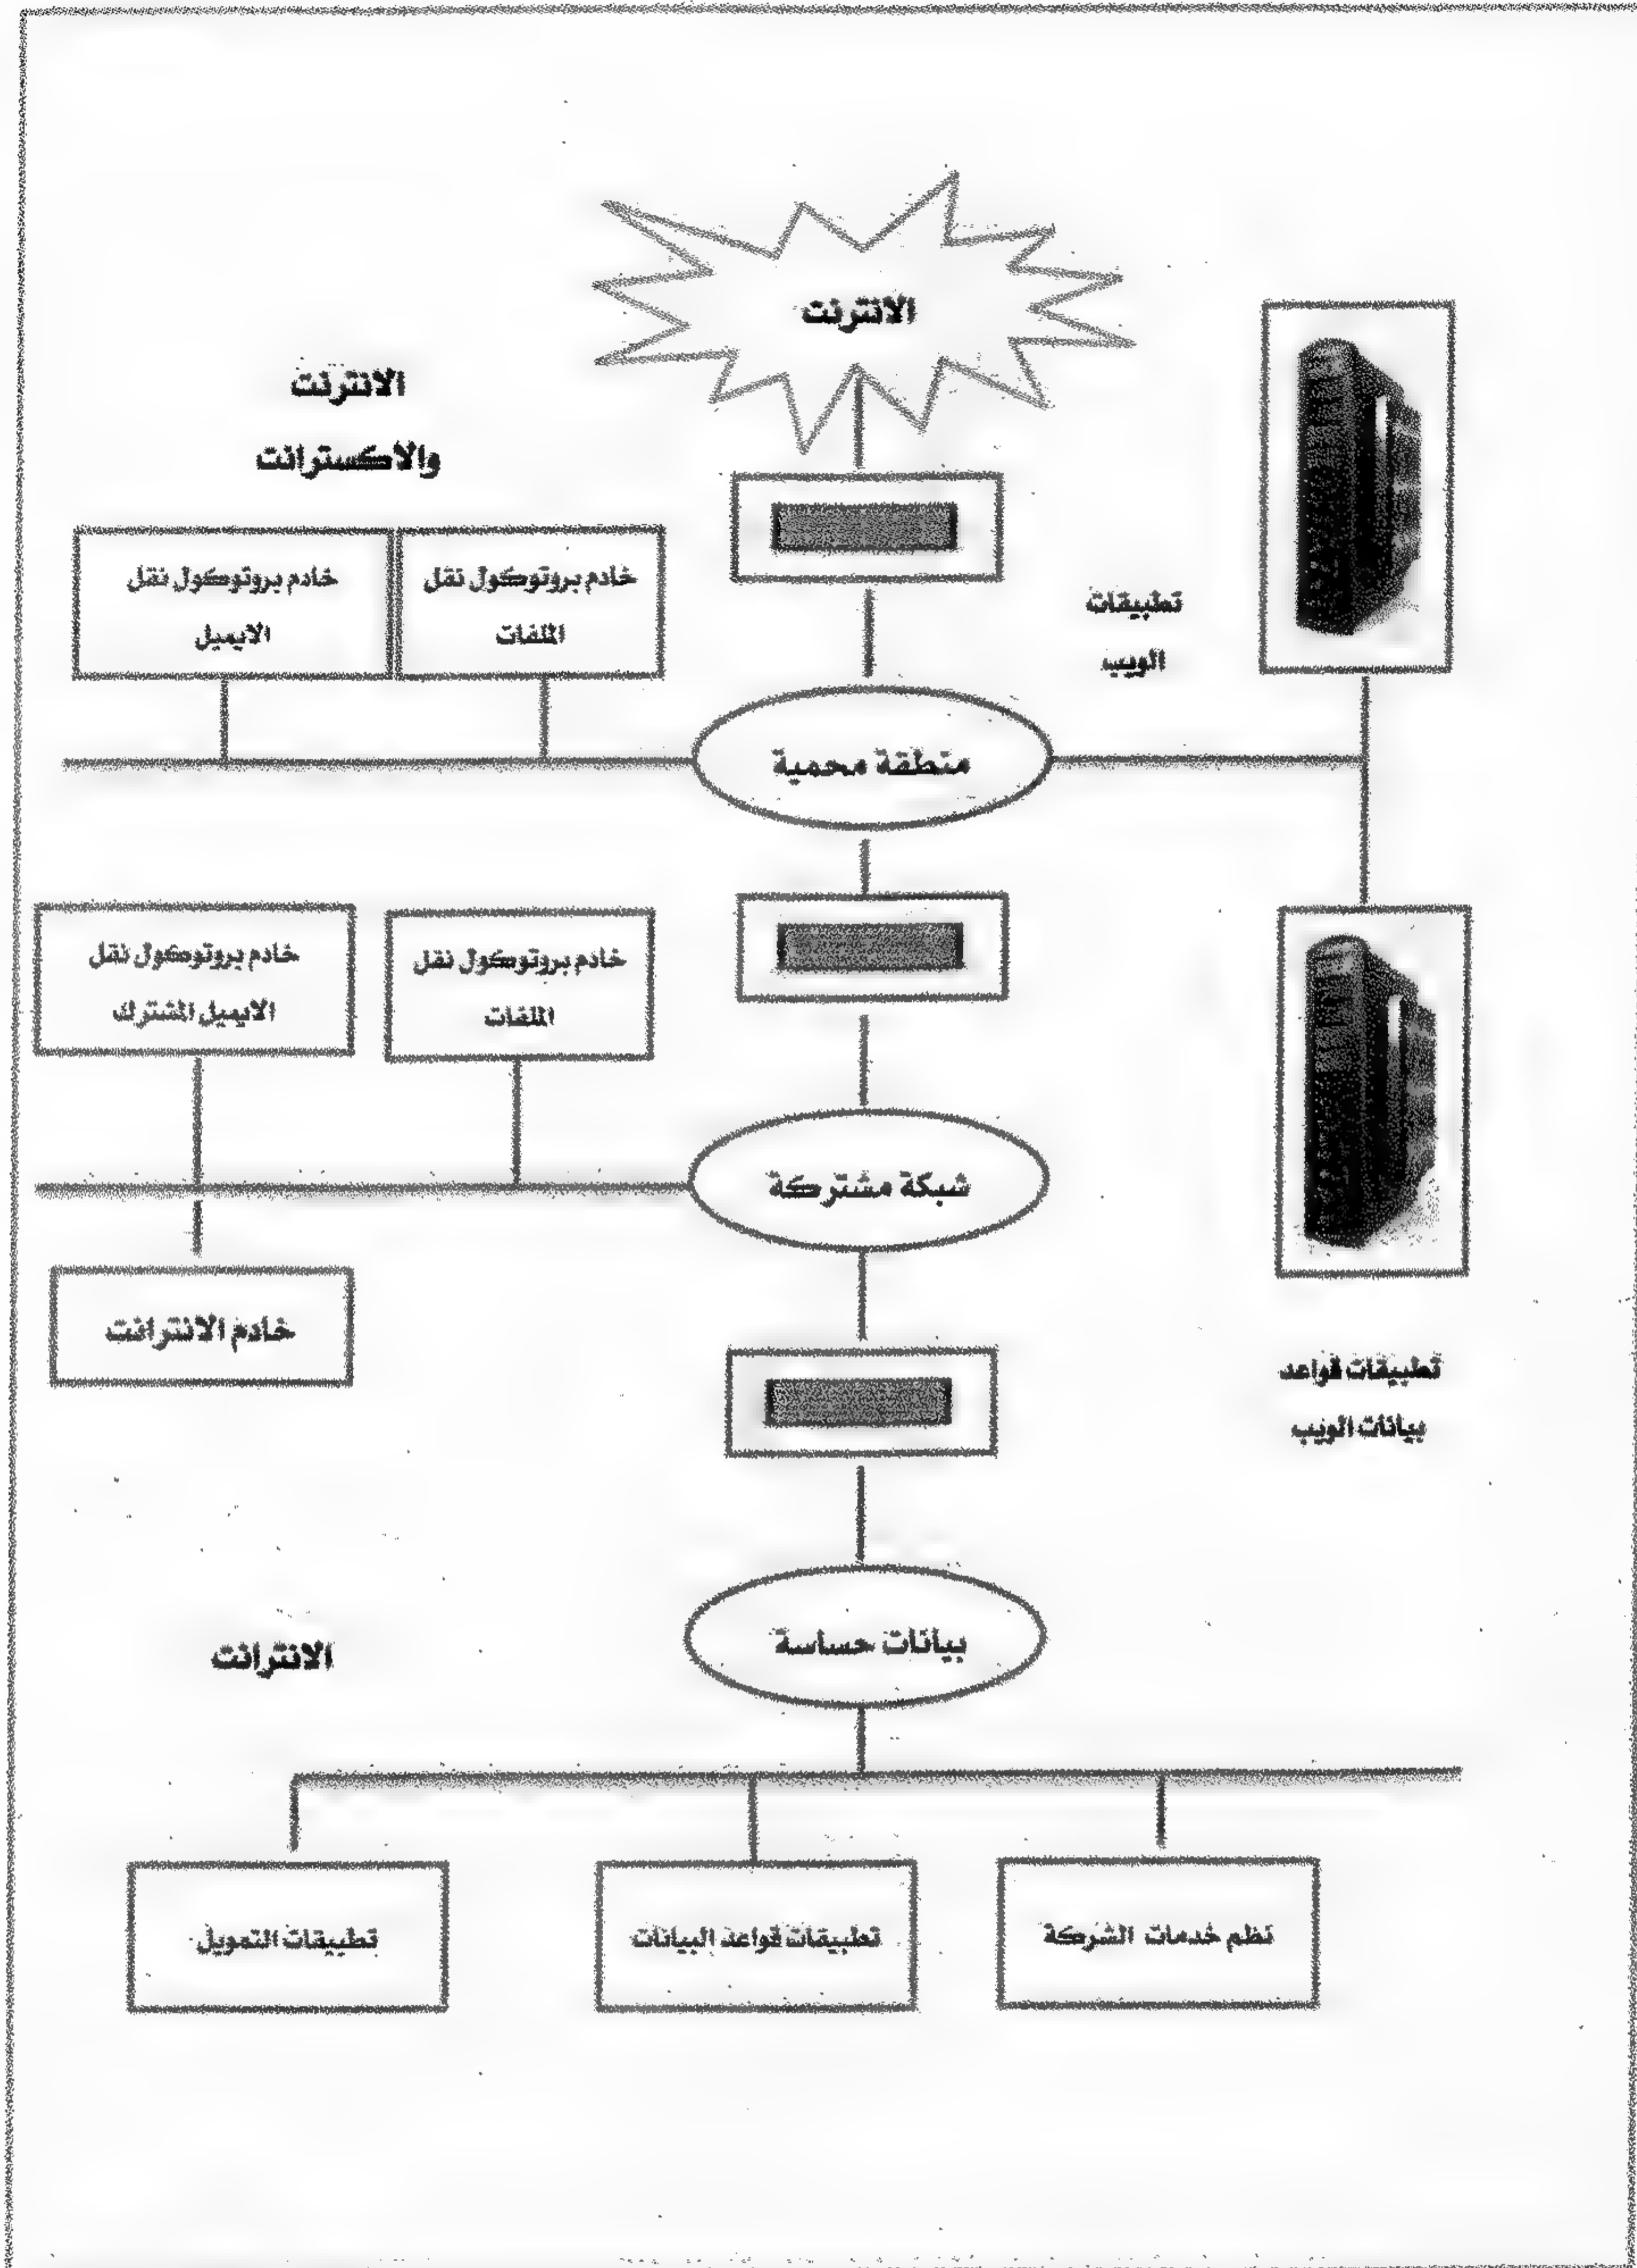 الانترنت
الانترنت
والاكسترانت
خادم بروتوكول نقل
الملفات
خادم بروتوكول نقل
الايميل
تطبيقات
الويب
منطقة محمية
خادم بروتوكول نقل
الملفات
خادم بروتوكول نقل
الايميل المشترك
شبكة مشتركة
خادم الانترانت
تطبيقات قواعد
بيانات الويب
بيانات حساسة
الانترانت
نظم خدمات الشركة
تطبيقات قواعد البيانات
تطبيقات التمويل